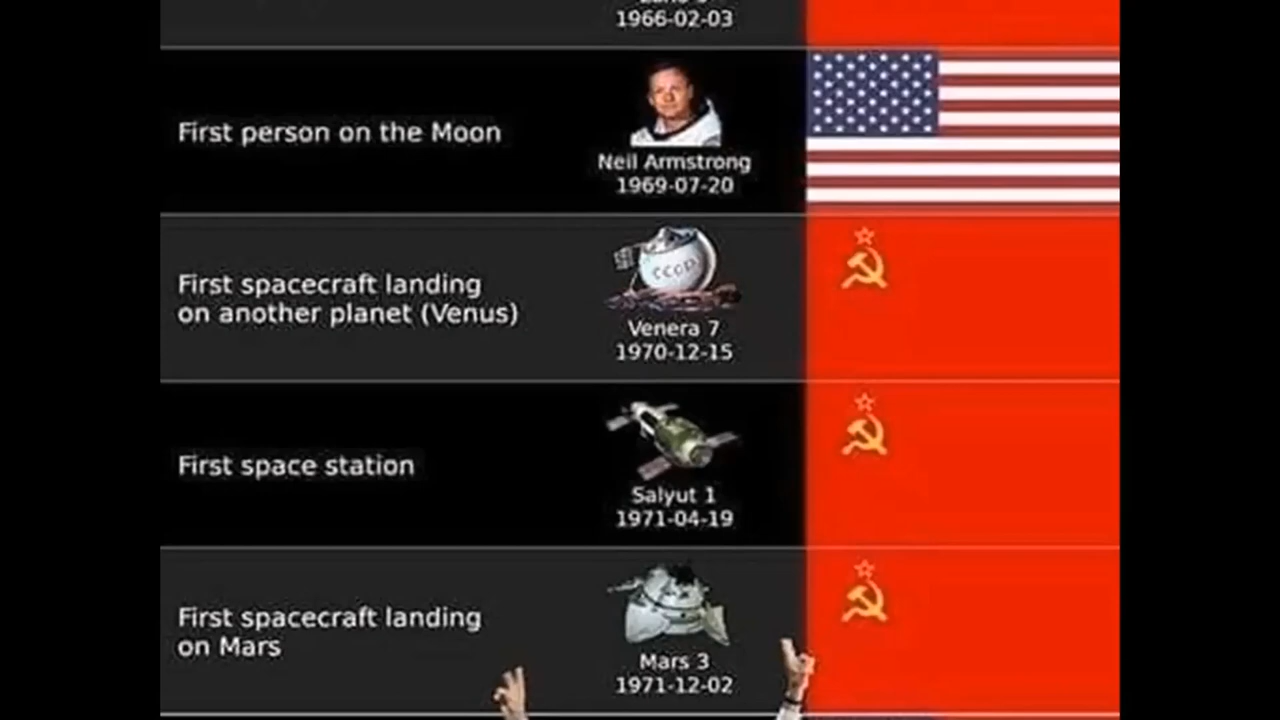 1966-02-03
First person on the Moon
Neil Armstrong
1969-07-20
First spacecraft landing
on another planet (Venus)
CCCP
Venera 7
1970-12-15
First space station
Salyut 1
1971-04-19
First spacecraft landing
on Mars
Mars 3
1971-12-02